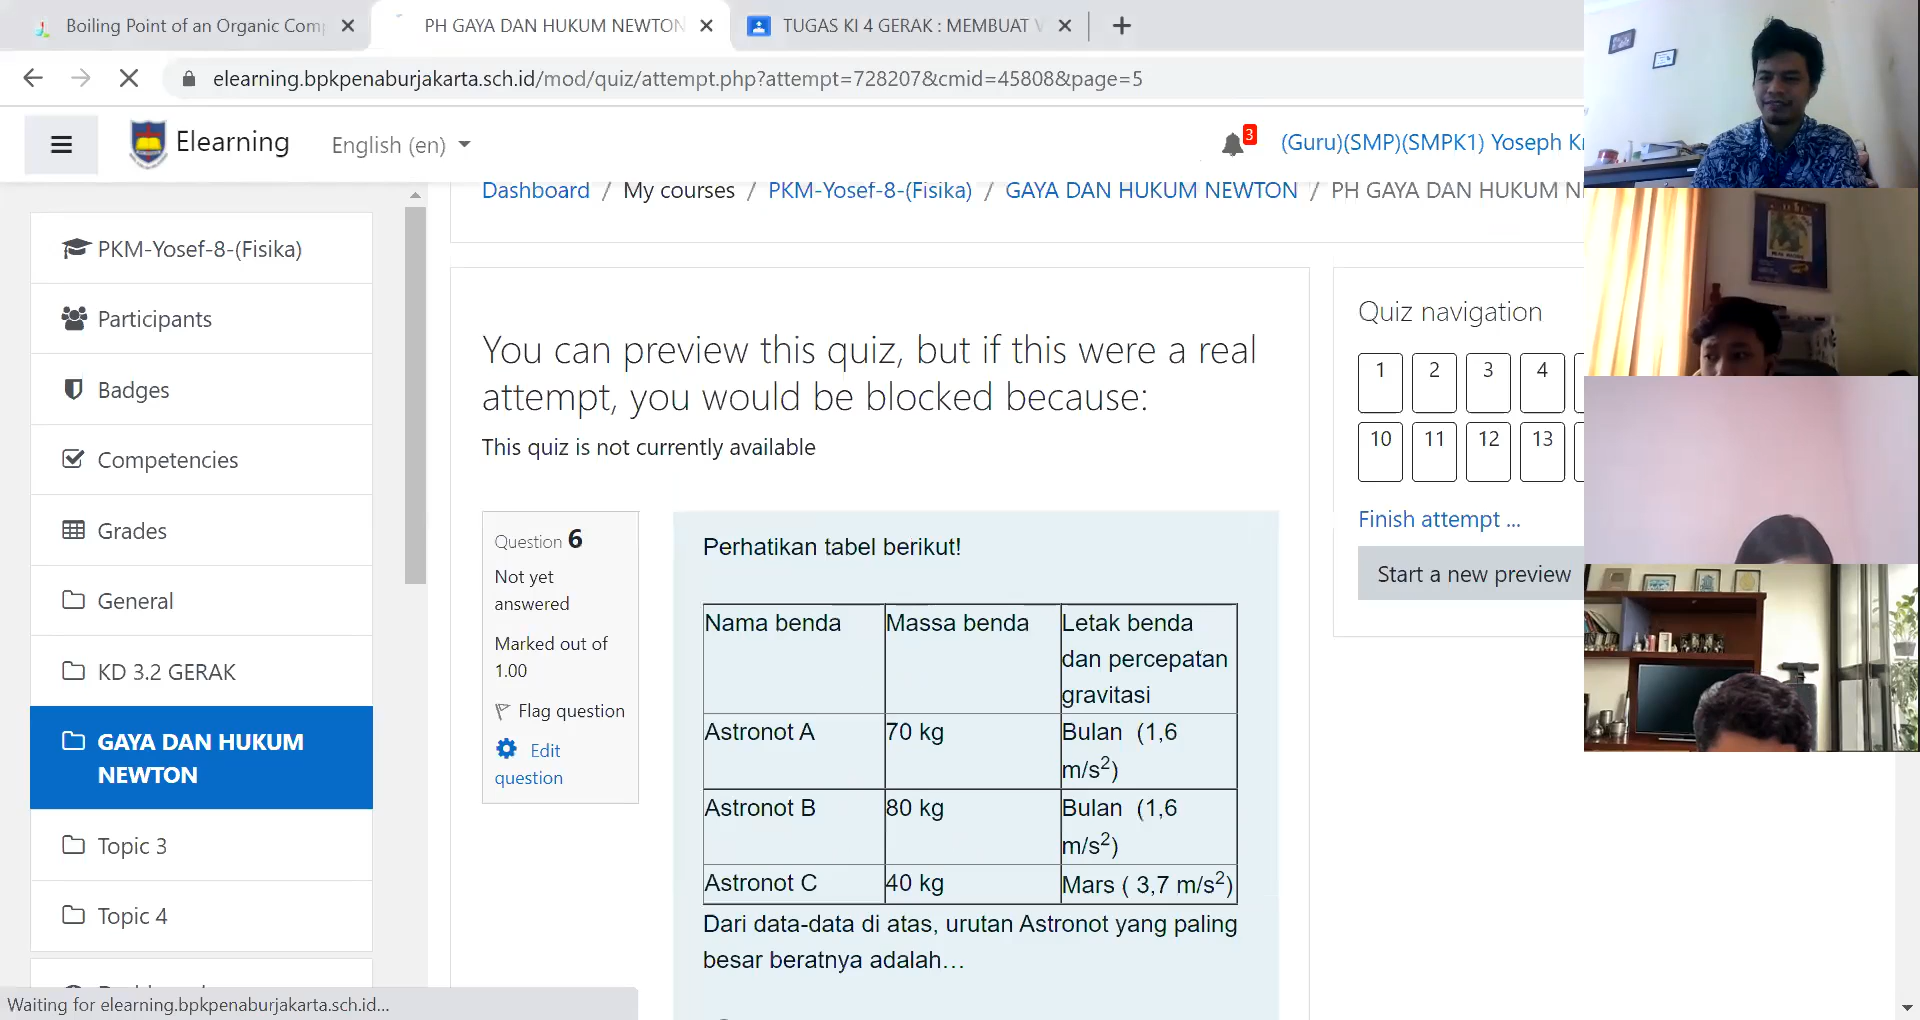 Boiling Point of an Organic Comp
PH GAYA DAN HUKUM NEWTON
TUGAS KI 4 GERAK : MEMBUAT V
elearning.bpkpenaburjakarta.sch.id/mod/quiz/attempt.php?attempt=728207&cmid=45808&page=5
Elearning
English (en)
3
(Guru)(SMP)(SMPK1) Yoseph Kr
Dashboard / My courses / PKM-Yosef-8-(Fisika) / GAYA DAN HUKUM NEWTON / PH GAYA DAN HUKUM N
PKM-Yosef-8-(Fisika)
Participants
Badges
Competencies
Grades
General
KD 3.2 GERAK
GAYA DAN HUKUM
NEWTON
Topic 3
Topic 4
You can preview this quiz, but if this were a real
attempt, you would be blocked because:
This quiz is not currently available
Question 6
Not yet
answered
Marked out of
1.00
Flag question
Edit
question
Perhatikan tabel berikut!
Nama benda Massa benda Letak benda
dan percepatan
gravitasi
Astronot A 70 kg Bulan (1,6
m/s²)
Astronot B 80 kg Bulan (1,6
m/s²)
Astronot C 40 kg Mars ( 3,7 m/s²)
Dari data-data di atas, urutan Astronot yang paling
besar beratnya adalah…
Quiz navigation
1 2 3 4
10 11 12 13
Finish attempt ...
Start a new preview
Waiting for elearning.bpkpenaburjakarta.sch.id...